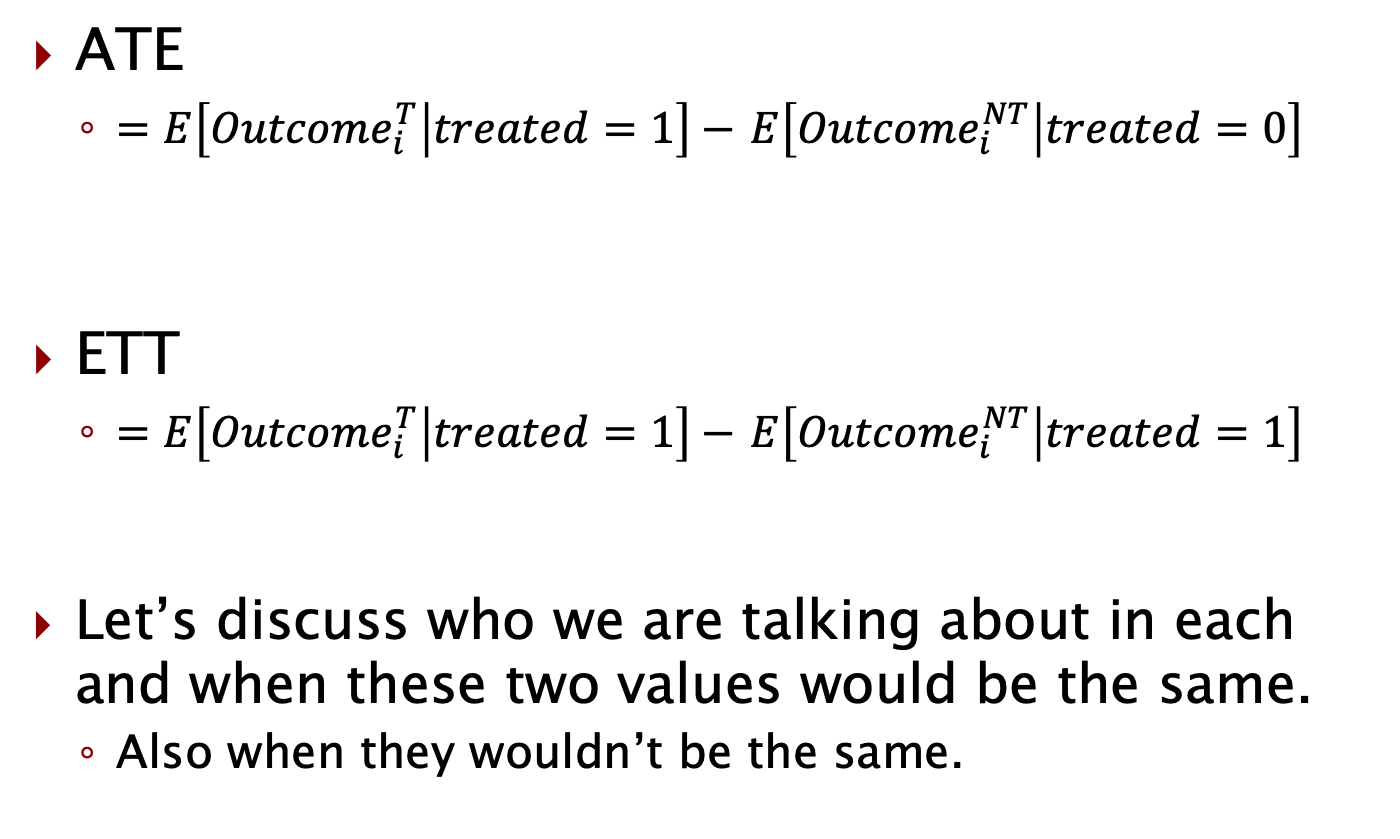 ATE
= E[Outcome_i^T|treated = 1] − E[Outcome_i^NT|treated = 0]
ETT
= E[Outcome_i^T|treated = 1] − E[Outcome_i^NT|treated = 1]
Let’s discuss who we are talking about in each
and when these two values would be the same.
Also when they wouldn’t be the same.